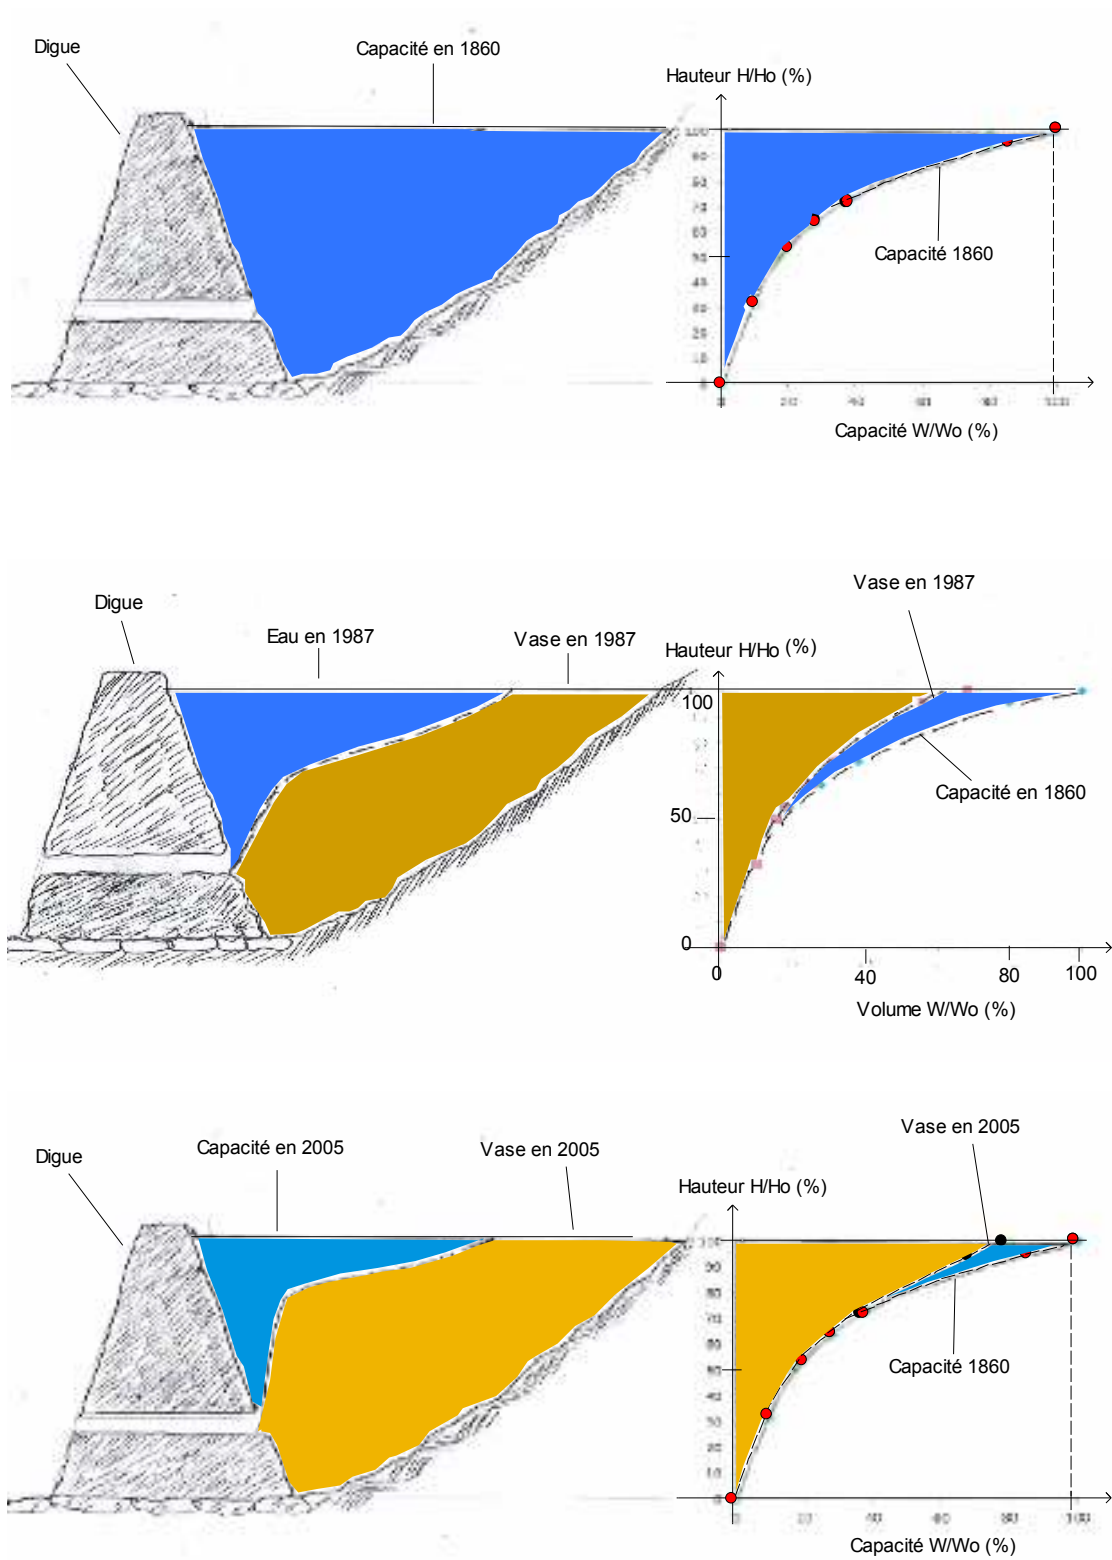 Digue
Capacité en 1860
Hauteur H/Ho (%)
Capacité 1860
Capacité W/Wo (%)
Vase en 1987
Digue
Eau en 1987
Vase en 1987
Hauteur H/Ho (%)
100
Capacité en 1860
50
0
0
40
80
100
Volume W/Wo (%)
Vase en 2005
Capacité en 2005
Vase en 2005
Digue
Hauteur H/Ho (%)
Capacité 1860
Capacité W/Wo (%)